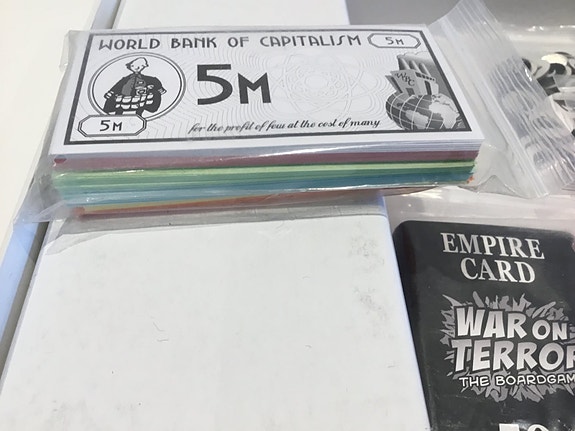 WORLD BANK OF CAPITALISM
5M
5M
5M
for the profit of few at the cost of many
EMPIRE
CARD
WAR ON
TERROR
THE BOARDGAM